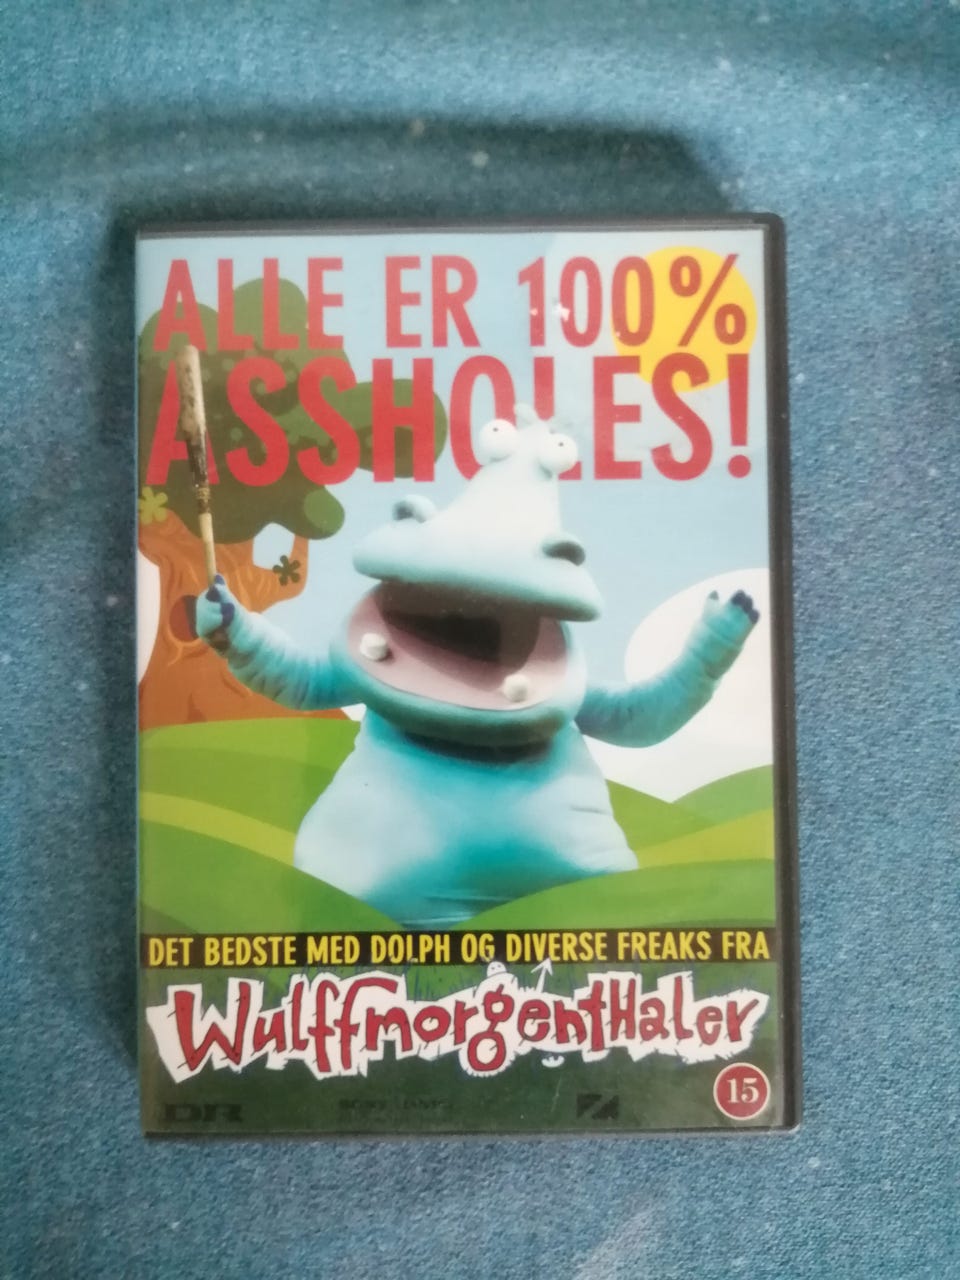 ALLE ER 100%
ASSHOLES!
DET BEDSTE MED DOLPH OG DIVERSE FREAKS FRA
WulffmorgentHaler
15
DR